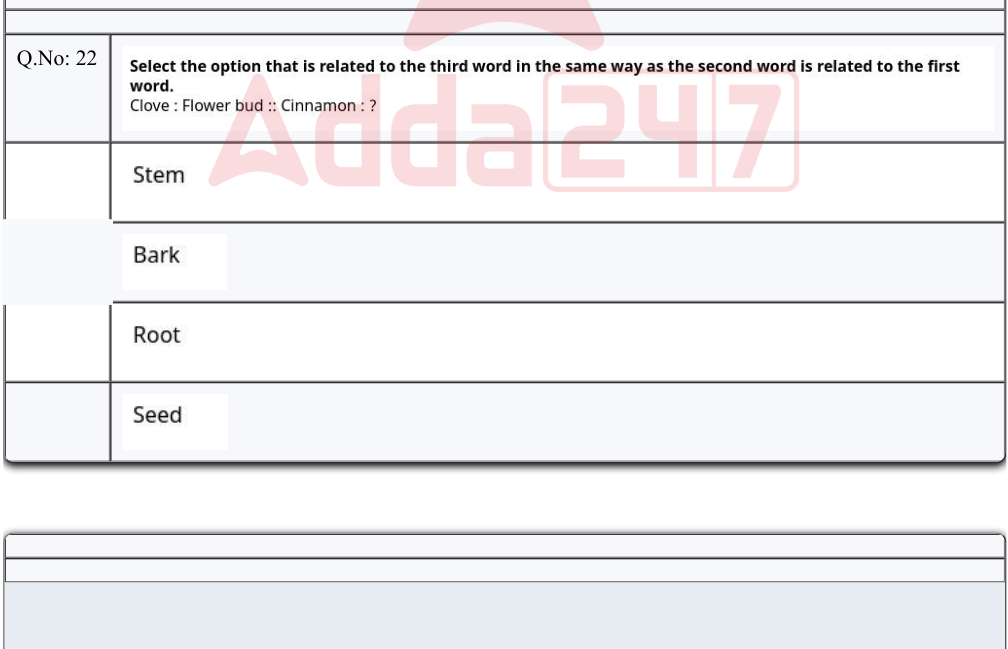 Q.No: 22
Select the option that is related to the third word in the same way as the second word is related to the first
word.
Clove : Flower bud :: Cinnamon : ?
Adda247
Stem
Bark
Root
Seed